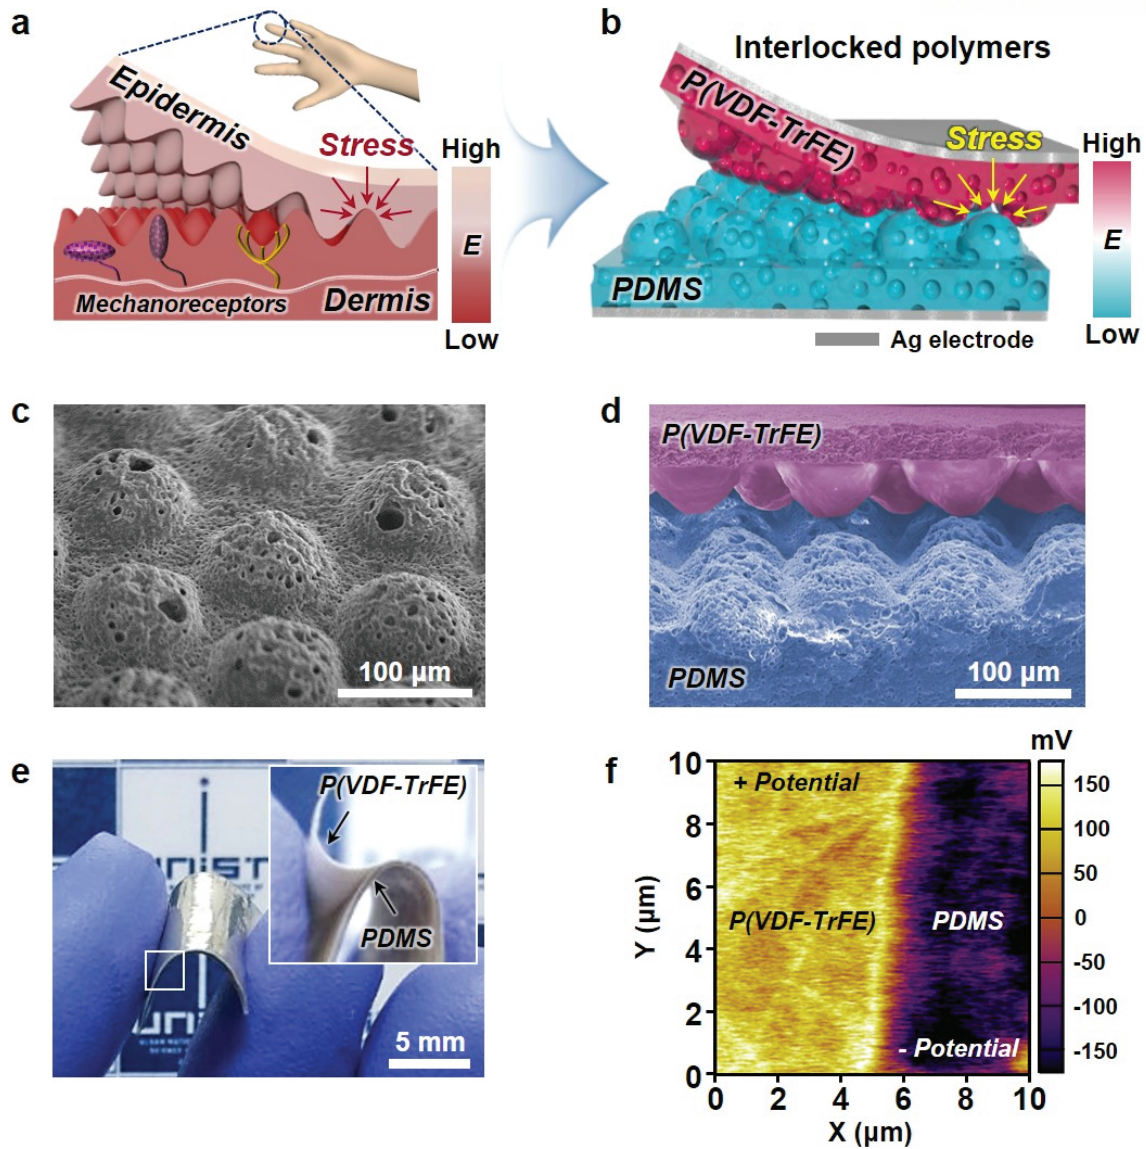 a
Epidermis
Stress
High
E
Low
Mechanoreceptors
Dermis
b
Interlocked polymers
P(VDF-TrFE)
Stress
High
E
Low
PDMS
Ag electrode
c
100 µm
d
P(VDF-TrFE)
PDMS
100 µm
e
P(VDF-TrFE)
PDMS
UNIST
5 mm
f
mV
+ Potential
P(VDF-TrFE)
PDMS
- Potential
150
100
50
0
-50
-100
-150
10
8
6
4
2
0
Y (µm)
0 2 4 6 8 10
X (µm)